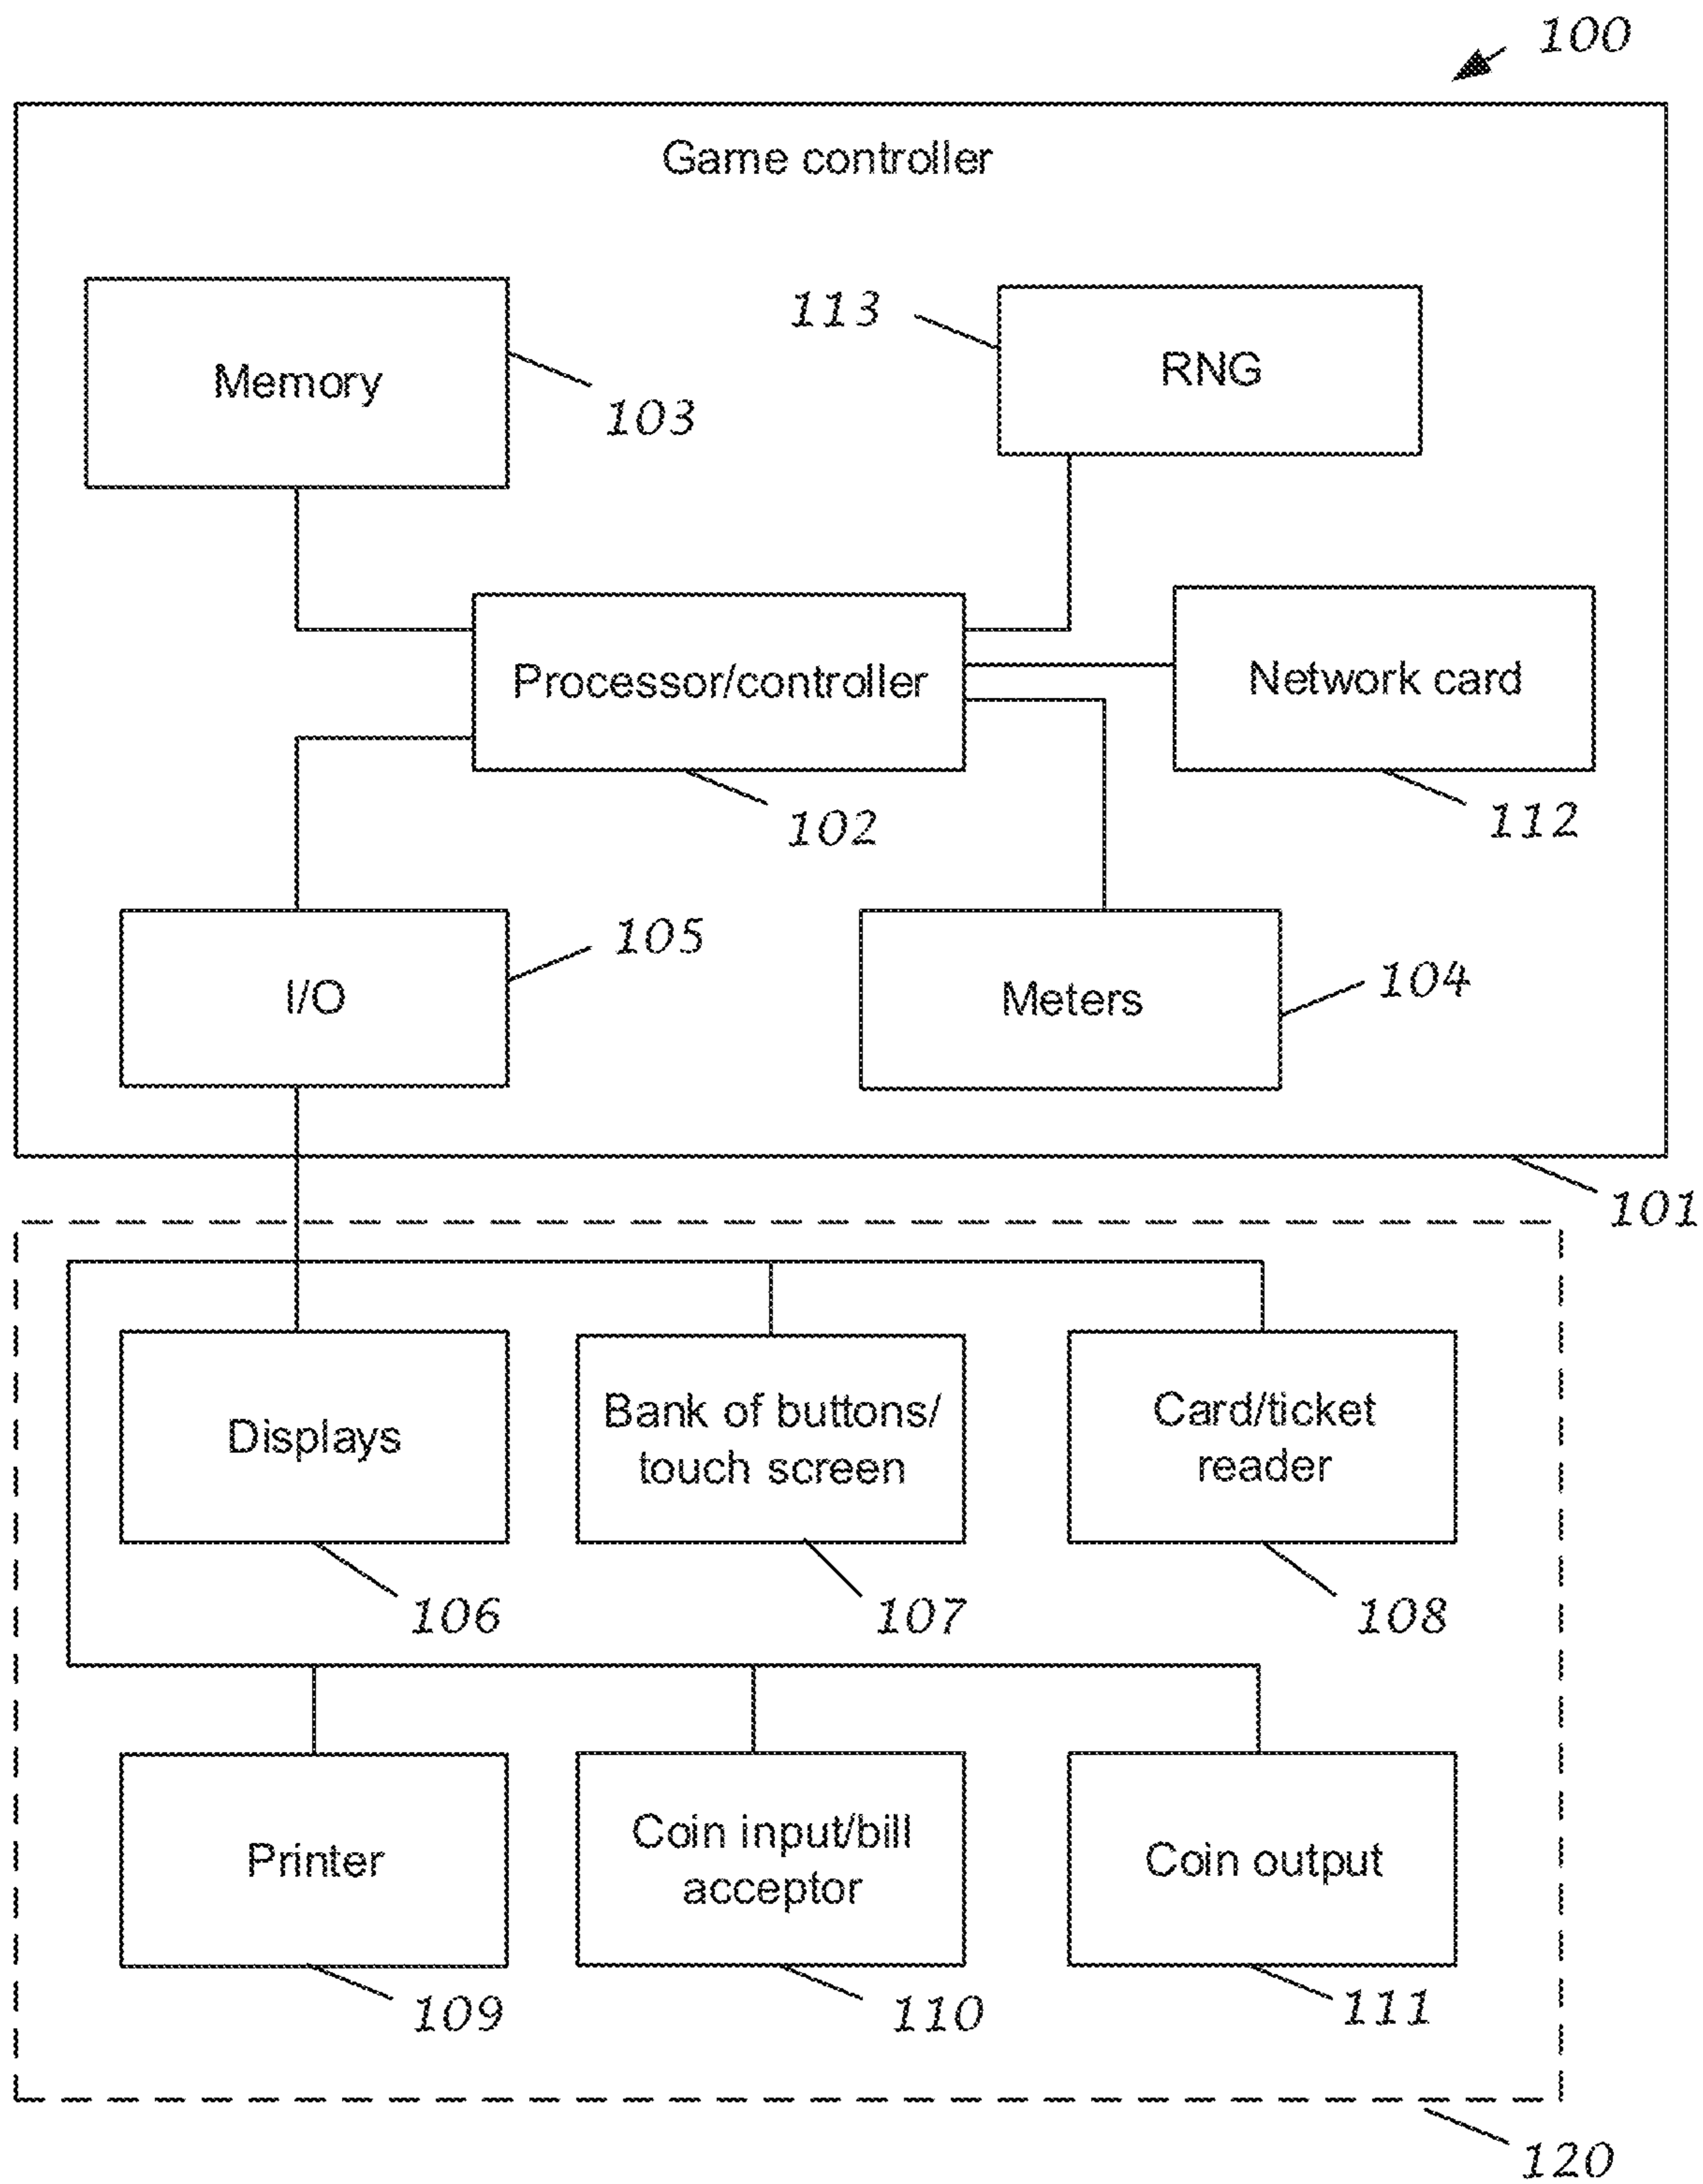 100
Game controller
Memory
103
113
RNG
Processor/controller
102
Network card
112
I/O
105
Meters
104
101
Displays
106
Bank of buttons/
touch screen
107
Card/ticket
reader
108
Printer
109
Coin input/bill
acceptor
110
Coin output
111
120